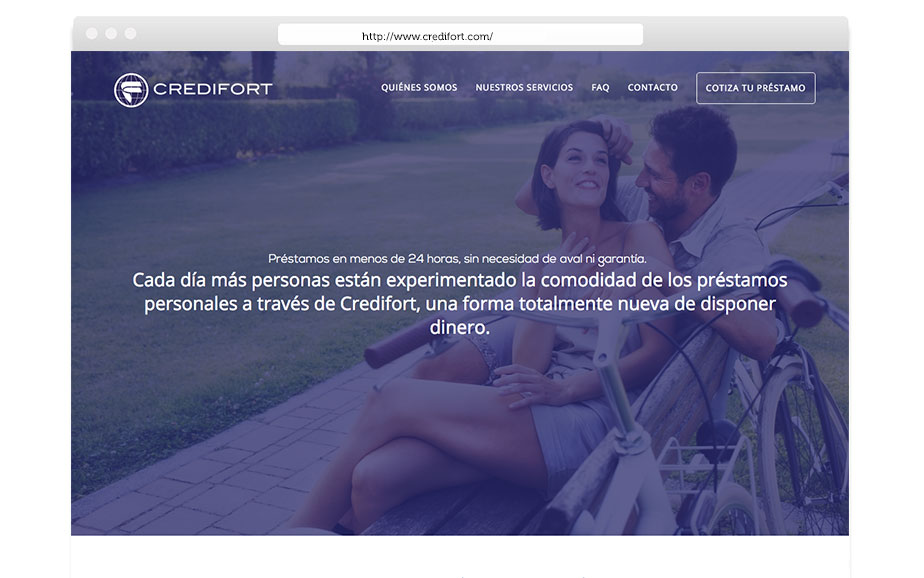 http://www.credifort.com/
CREDIFORT
QUIÉNES SOMOS NUESTROS SERVICIOS FAQ CONTACTO COTIZA TU PRÉSTAMO
Préstamos en menos de 24 horas, sin necesidad de aval ni garantía.
Cada día más personas están experimentado la comodidad de los préstamos
personales a través de Credifort, una forma totalmente nueva de disponer
dinero.